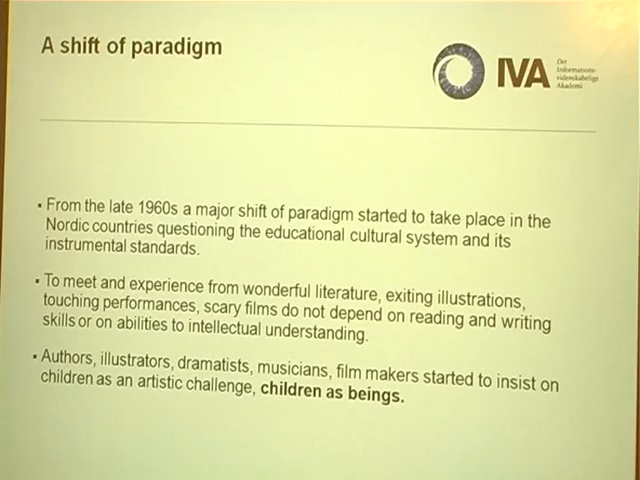 A shift of paradigm
IVA
Det
Informations-
videnskabelige
Akademi
▪ From the late 1960s a major shift of paradigm started to take place in the
Nordic countries questioning the educational cultural system and its
instrumental standards.
▪ To meet and experience from wonderful literature, exiting illustrations,
touching performances, scary films do not depend on reading and writing
skills or on abilities to intellectual understanding.
▪ Authors, illustrators, dramatists, musicians, film makers started to insist on
children as an artistic challenge, children as beings.